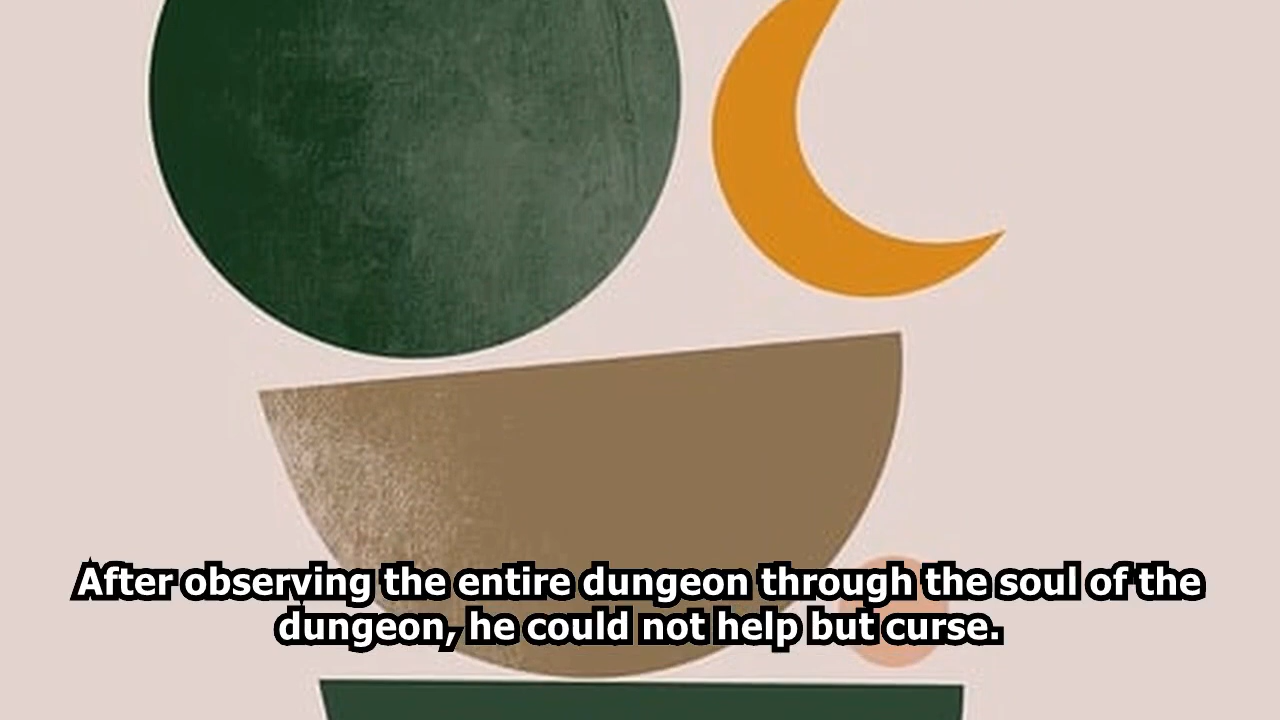 After observing the entire dungeon through the soul of the
dungeon, he could not help but curse.